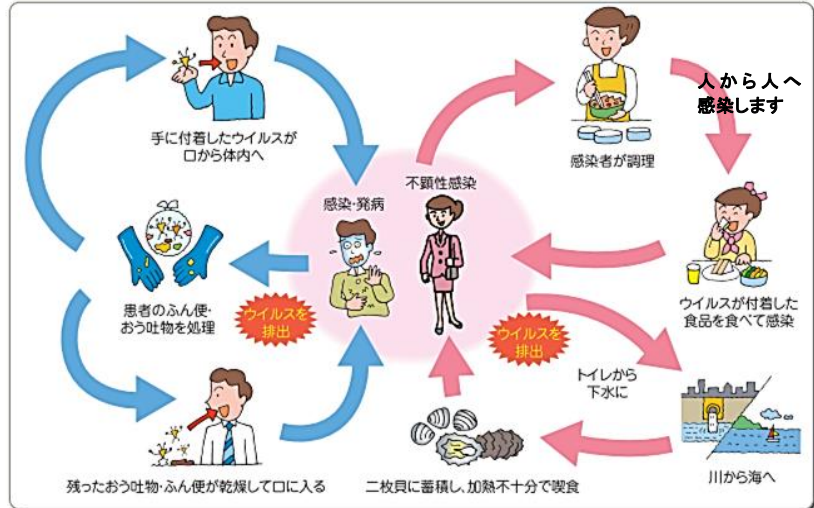 手に付着したウイルスが
口から体内へ
感染者が調理
人から人へ
感染します
不顕性感染
感染・発病
患者のふん便・
おう吐物を処理
ウイルスを
排出
ウイルスが付着した
食品を食べて感染
ウイルスを
排出
トイレから
下水に
残ったおう吐物・ふん便が乾燥して口に入る
二枚貝に蓄積し、加熱不十分で喫食
川から海へ